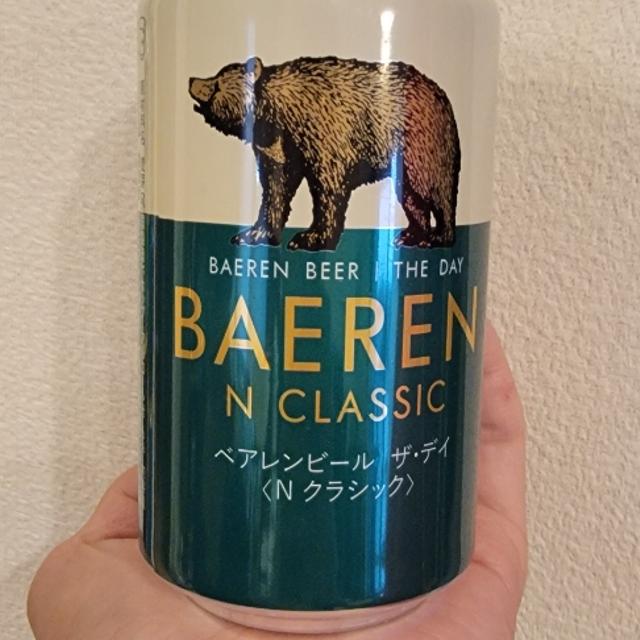 BAEREN BEER | THE DAY
BAEREN
N CLASSIC
ベアレンビール ザ・デイ
〈N クラシック〉